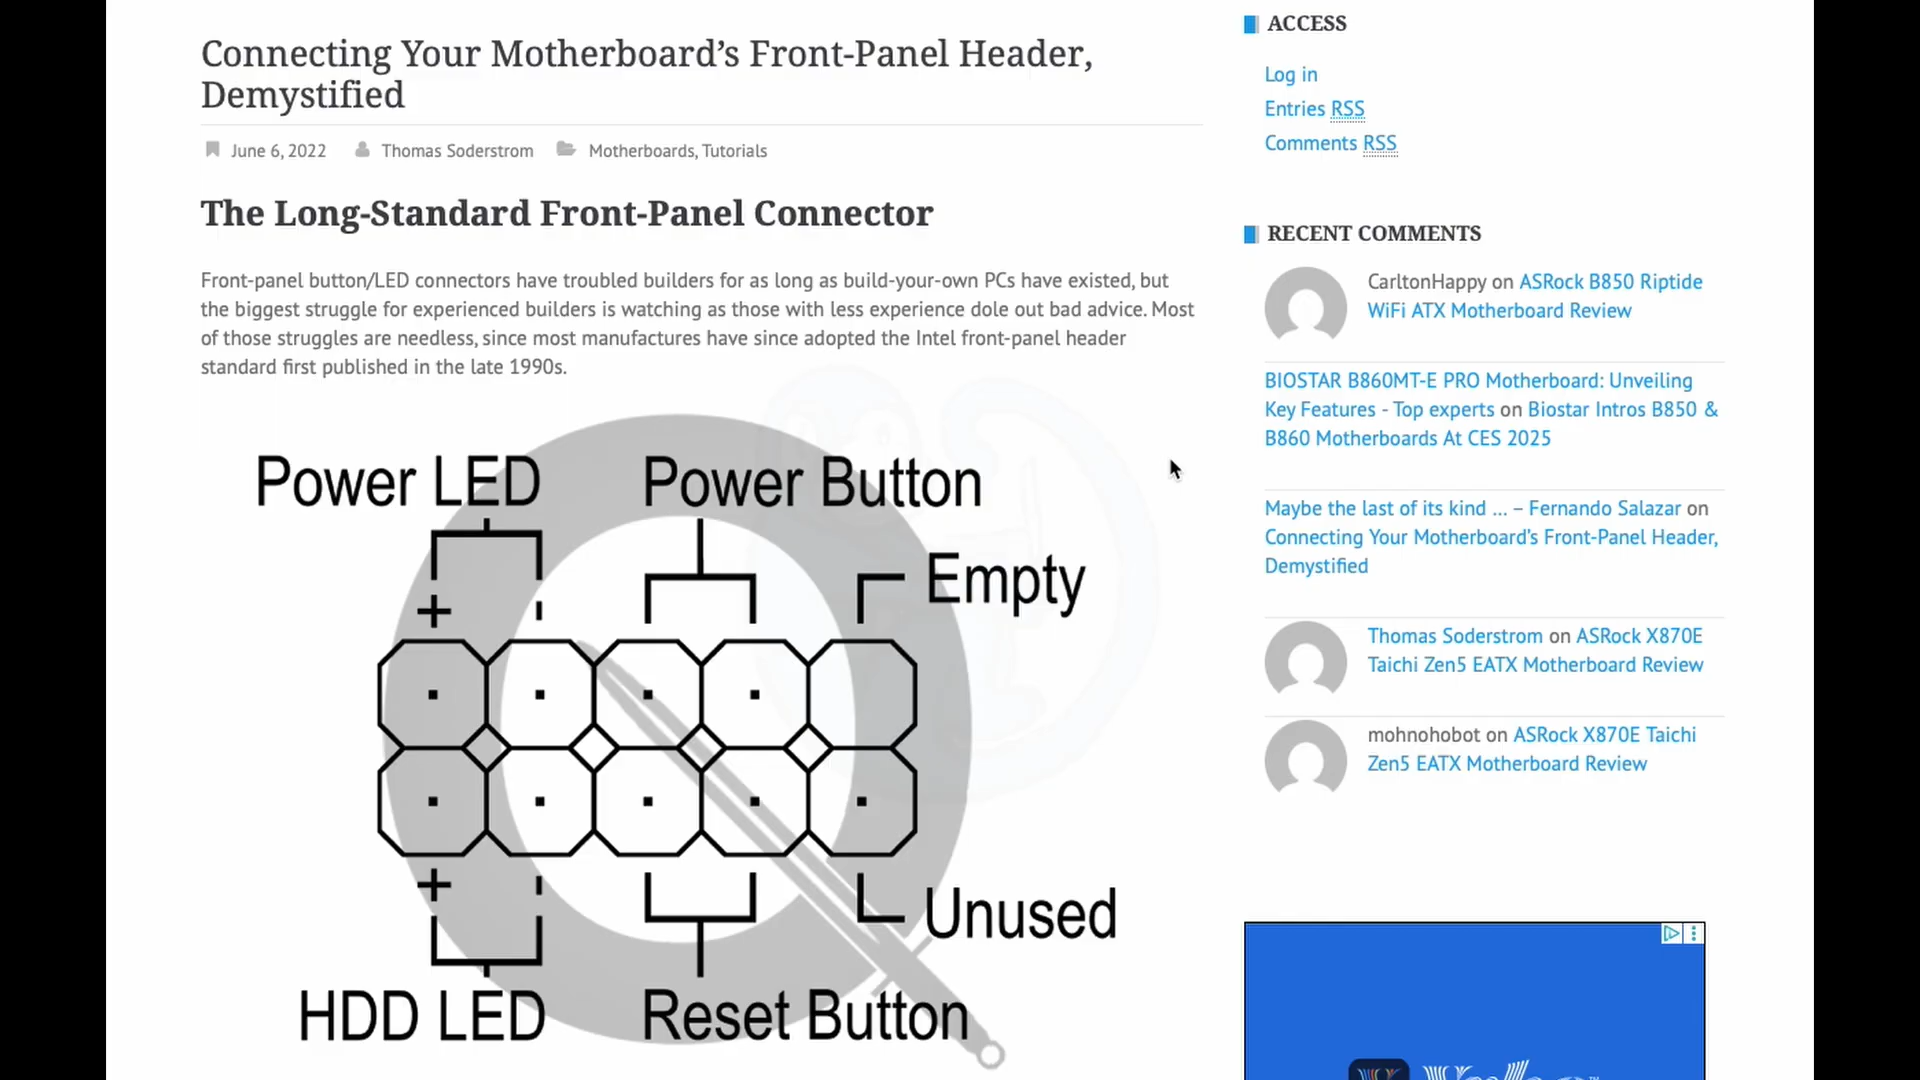 Connecting Your Motherboard’s Front-Panel Header,
Demystified
June 6, 2022 Thomas Soderstrom Motherboards, Tutorials
The Long-Standard Front-Panel Connector
Front-panel button/LED connectors have troubled builders for as long as build-your-own PCs have existed, but
the biggest struggle for experienced builders is watching as those with less experience dole out bad advice. Most
of those struggles are needless, since most manufactures have since adopted the Intel front-panel header
standard first published in the late 1990s.
Power LED Power Button
Empty
+ -
+ -
Unused
HDD LED Reset Button
ACCESS
Log in
Entries RSS
Comments RSS
RECENT COMMENTS
CarltonHappy on ASRock B850 Riptide
WiFi ATX Motherboard Review
BIOSTAR B860MT-E PRO Motherboard: Unveiling
Key Features - Top experts on Biostar Intros B850 &
B860 Motherboards At CES 2025
Maybe the last of its kind … – Fernando Salazar on
Connecting Your Motherboard’s Front-Panel Header,
Demystified
Thomas Soderstrom on ASRock X870E
Taichi Zen5 EATX Motherboard Review
mohnohobot on ASRock X870E Taichi
Zen5 EATX Motherboard Review